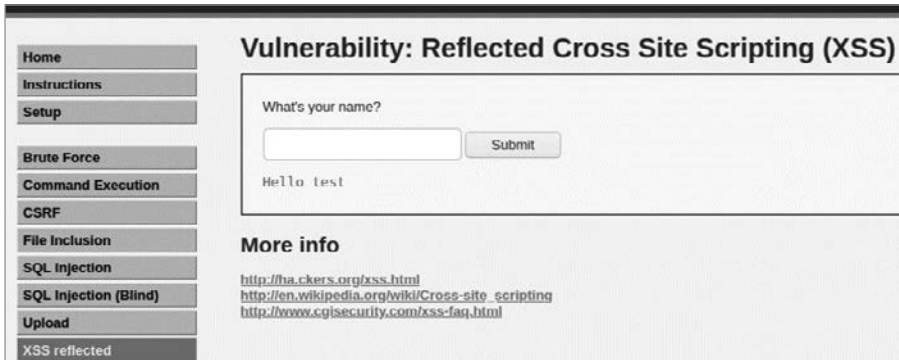 Home
Instructions
Setup
Brute Force
Command Execution
CSRF
File Inclusion
SQL Injection
SQL Injection (Blind)
Upload
XSS reflected
Vulnerability: Reflected Cross Site Scripting (XSS)
What's your name?
Submit
Hello test
More info
http://ha.ckers.org/xss.html
http://en.wikipedia.org/wiki/Cross-site_scripting
http://www.cgisecurity.com/xss-faq.html